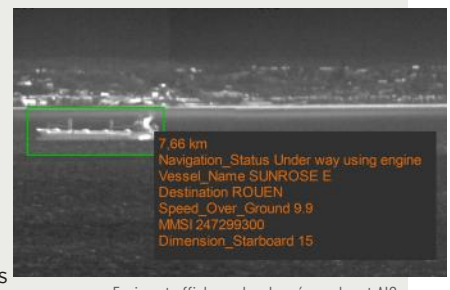 7,66 km
Navigation_Status Under way using engine
Vessel_Name SUNROSE E
Destination ROUEN
Speed_Over_Ground 9.9
MMSI 247299300
Dimension_Starboard 15
s